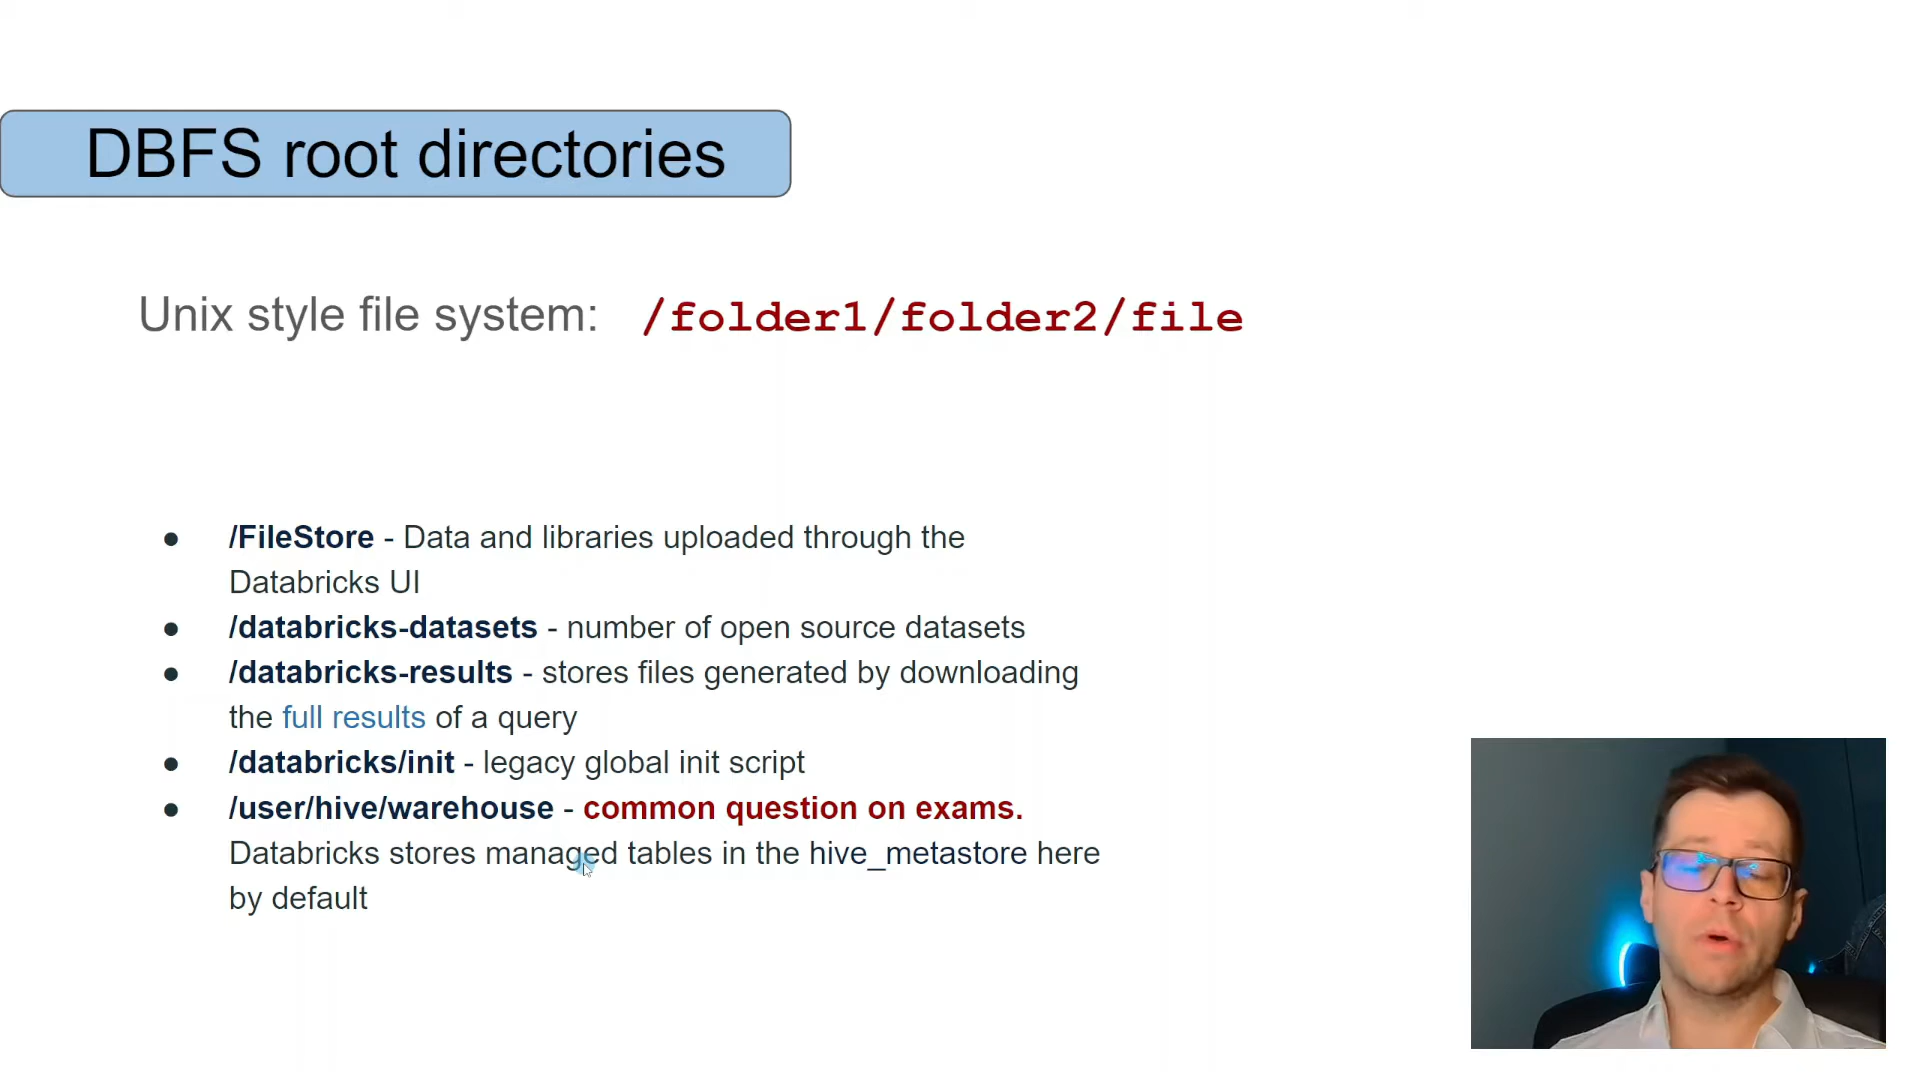 DBFS root directories
Unix style file system: /folder1/folder2/file
● /FileStore - Data and libraries uploaded through the
Databricks UI
● /databricks-datasets - number of open source datasets
● /databricks-results - stores files generated by downloading
the full results of a query
● /databricks/init - legacy global init script
● /user/hive/warehouse - common question on exams.
Databricks stores managed tables in the hive_metastore here
by default